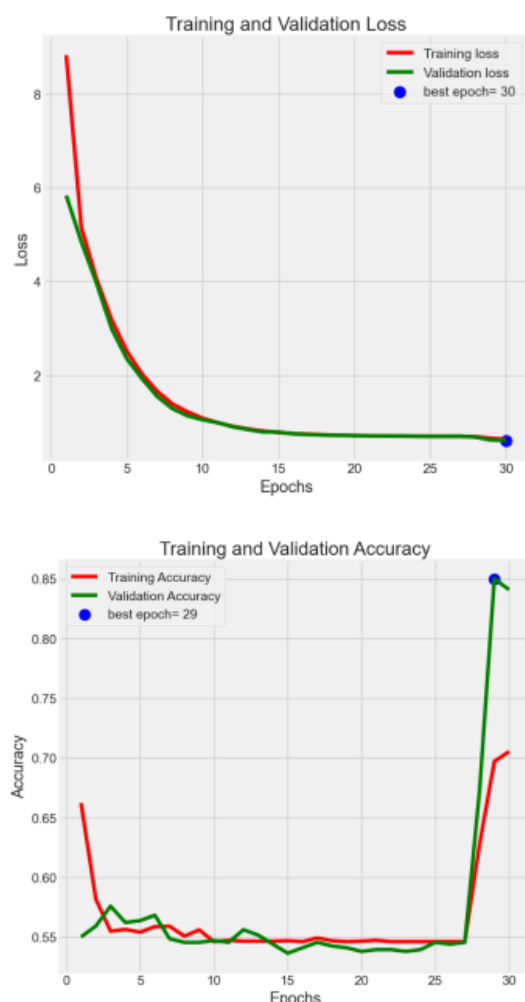 Training and Validation Loss
Training loss
Validation loss
best epoch= 30
8
6
4
2
Loss
0
5
10
15
20
25
30
Epochs
Training and Validation Accuracy
Training Accuracy
Validation Accuracy
best epoch= 29
0.85
0.80
0.75
0.70
0.65
0.60
0.55
Accuracy
0
5
10
15
20
25
30
Epochs